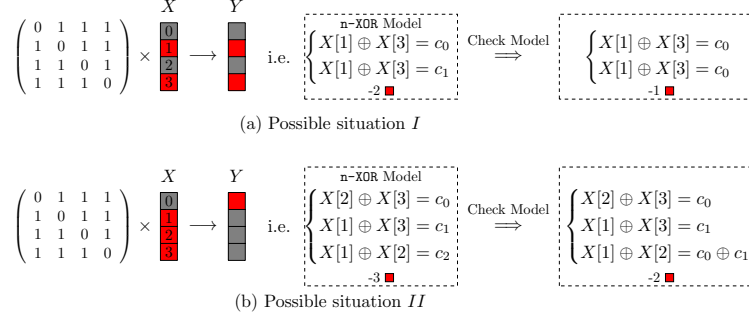 X Y
n-XOR Model
( 0 1 1 1
1 0 1 1
1 1 0 1
1 1 1 0 ) × 0 1 2 3 ⟶ i.e. { X[1] ⊕ X[3] = c₀
X[1] ⊕ X[3] = c₁
-2
Check Model
⟹
{ X[1] ⊕ X[3] = c₀
X[1] ⊕ X[3] = c₀
-1
(a) Possible situation I
X Y
n-XOR Model
( 0 1 1 1
1 0 1 1
1 1 0 1
1 1 1 0 ) × 0 1 2 3 ⟶ i.e. { X[2] ⊕ X[3] = c₀
X[1] ⊕ X[3] = c₁
X[1] ⊕ X[2] = c₂
-3
Check Model
⟹
{ X[2] ⊕ X[3] = c₀
X[1] ⊕ X[3] = c₁
X[1] ⊕ X[2] = c₀ ⊕ c₁
-2
(b) Possible situation II